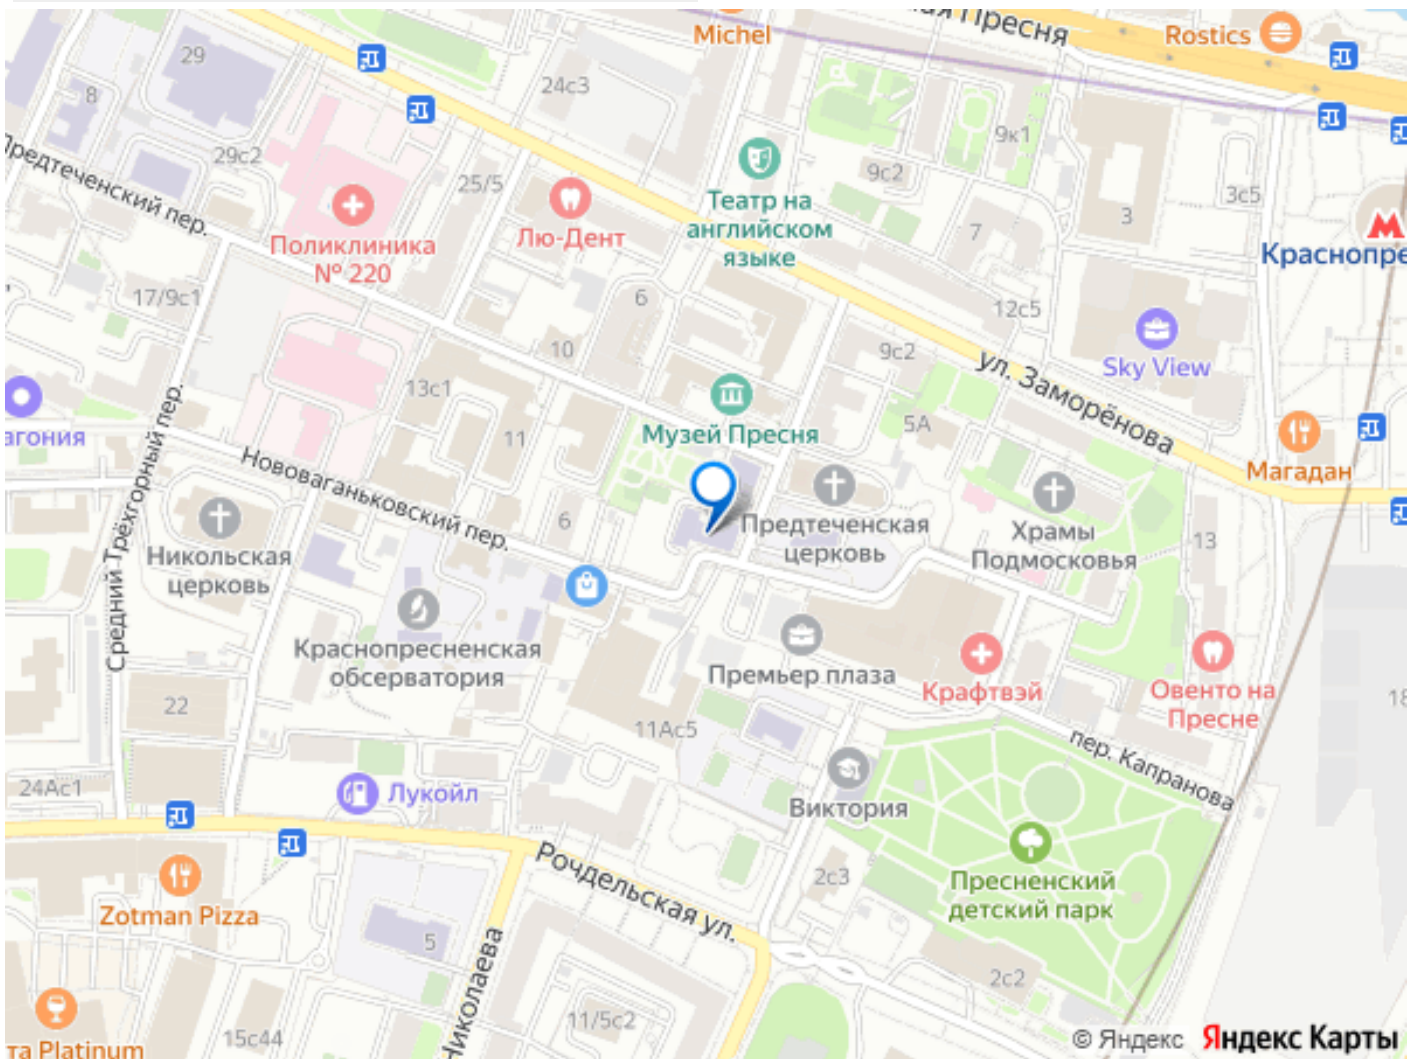 Michel
ая Пресня
Rostics
29
24с3
8
9к1
29с2
9с2
25/5
3с5
3
Предтеченский пер.
Театр на
английском
языке
Поликлиника
№ 220
Лю-Дент
7
Краснопре
17/9с1
6
12с5
10
9с2
Sky View
ул. Заморёнова
13с1
11
5А
агония
Музей Пресня
Магадан
Нововаганьковский пер.
Средний Трёхгорный пер.
6
Предтеченская
церковь
Храмы
Подмосковья
13
Никольская
церковь
Краснопресненская
обсерватория
Премьер плаза
Крафтвэй
Овенто на
Пресне
18
22
11Ас5
пер. Капранова
24Ас1
Лукойл
Виктория
Рочдельская ул.
2с3
Пресненский
детский парк
Zotman Pizza
5
Николаева
2с2
11/5с2
15с44
та Platinum
© Яндекс Яндекс Карты